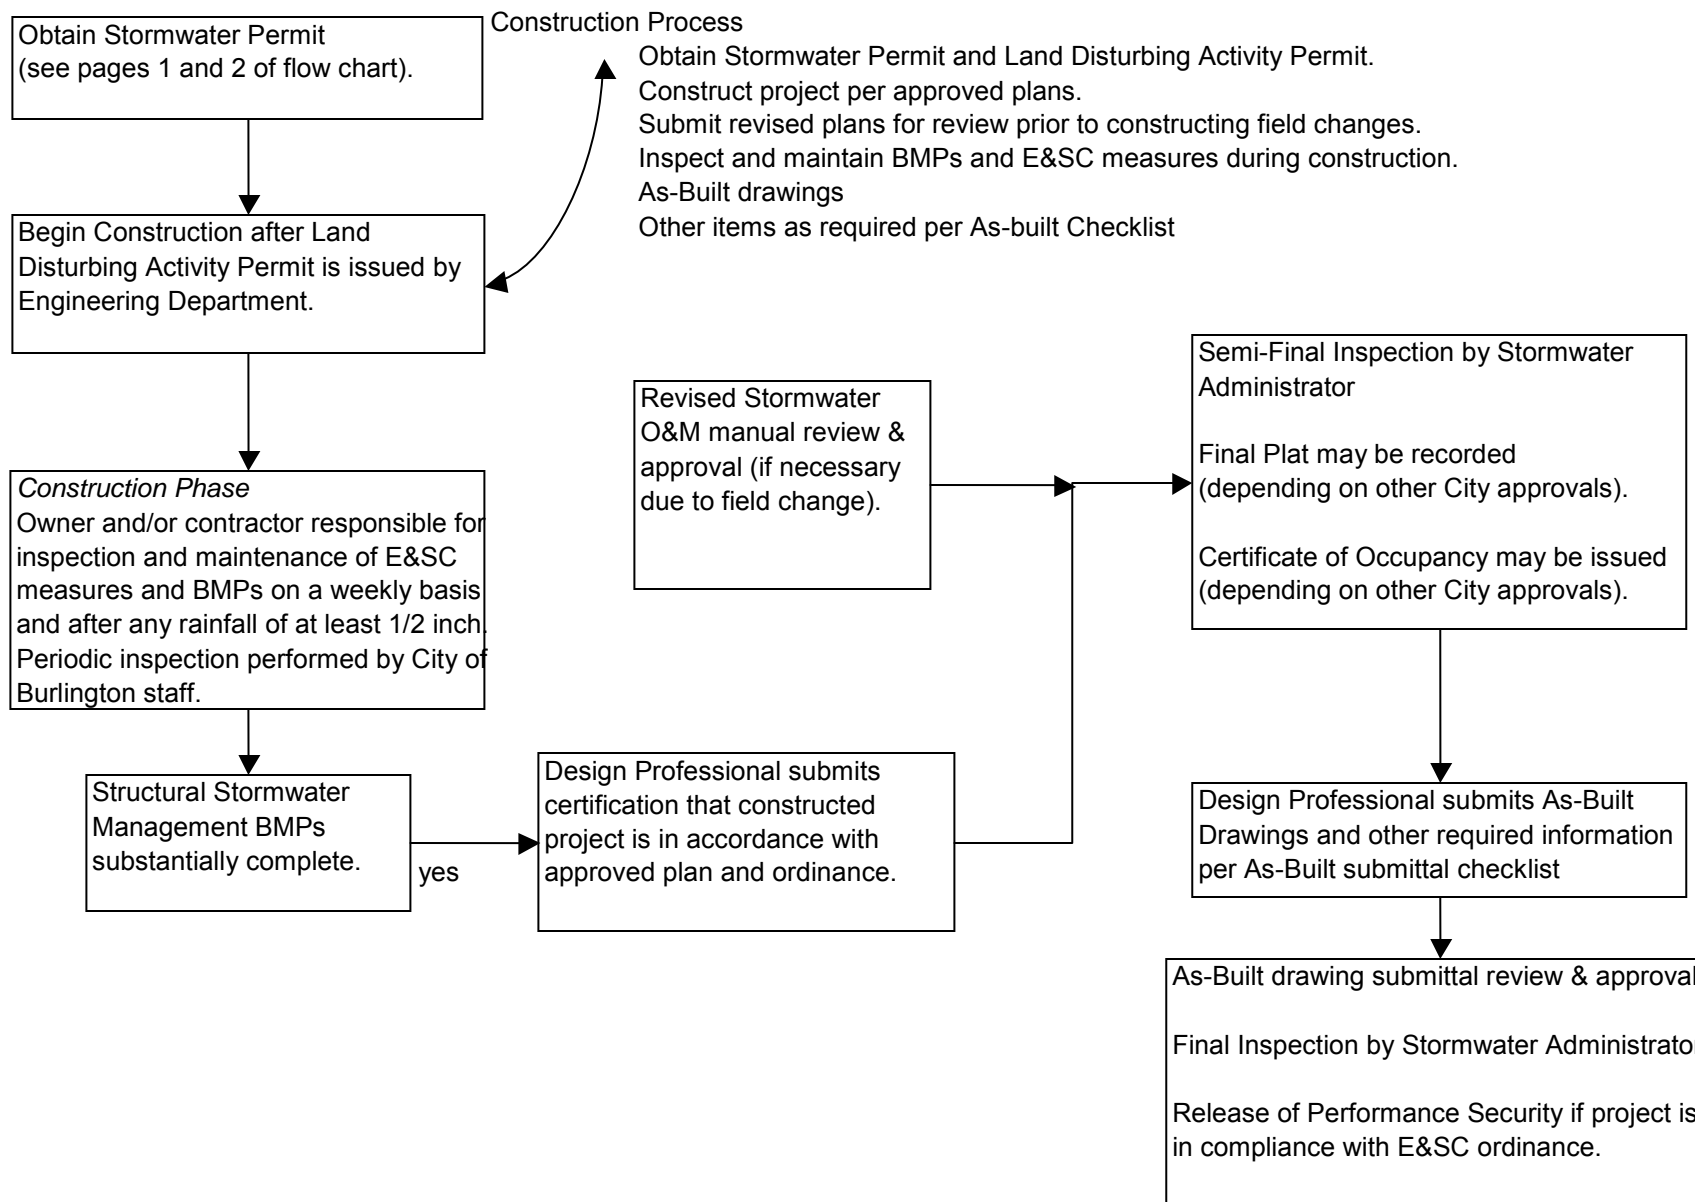 Obtain Stormwater Permit
(see pages 1 and 2 of flow chart).
Construction Process
Obtain Stormwater Permit and Land Disturbing Activity Permit.
Construct project per approved plans.
Submit revised plans for review prior to constructing field changes.
Inspect and maintain BMPs and E&SC measures during construction.
As-Built drawings
Other items as required per As-built Checklist
Begin Construction after Land
Disturbing Activity Permit is issued by
Engineering Department.
Construction Phase
Owner and/or contractor responsible for
inspection and maintenance of E&SC
measures and BMPs on a weekly basis
and after any rainfall of at least 1/2 inch.
Periodic inspection performed by City of
Burlington staff.
Structural Stormwater
Management BMPs
substantially complete.
yes
Design Professional submits
certification that constructed
project is in accordance with
approved plan and ordinance.
Revised Stormwater
O&M manual review &
approval (if necessary
due to field change).
Semi-Final Inspection by Stormwater
Administrator
Final Plat may be recorded
(depending on other City approvals).
Certificate of Occupancy may be issued
(depending on other City approvals).
Design Professional submits As-Built
Drawings and other required information
per As-Built submittal checklist
As-Built drawing submittal review & approval
Final Inspection by Stormwater Administrator
Release of Performance Security if project is
in compliance with E&SC ordinance.